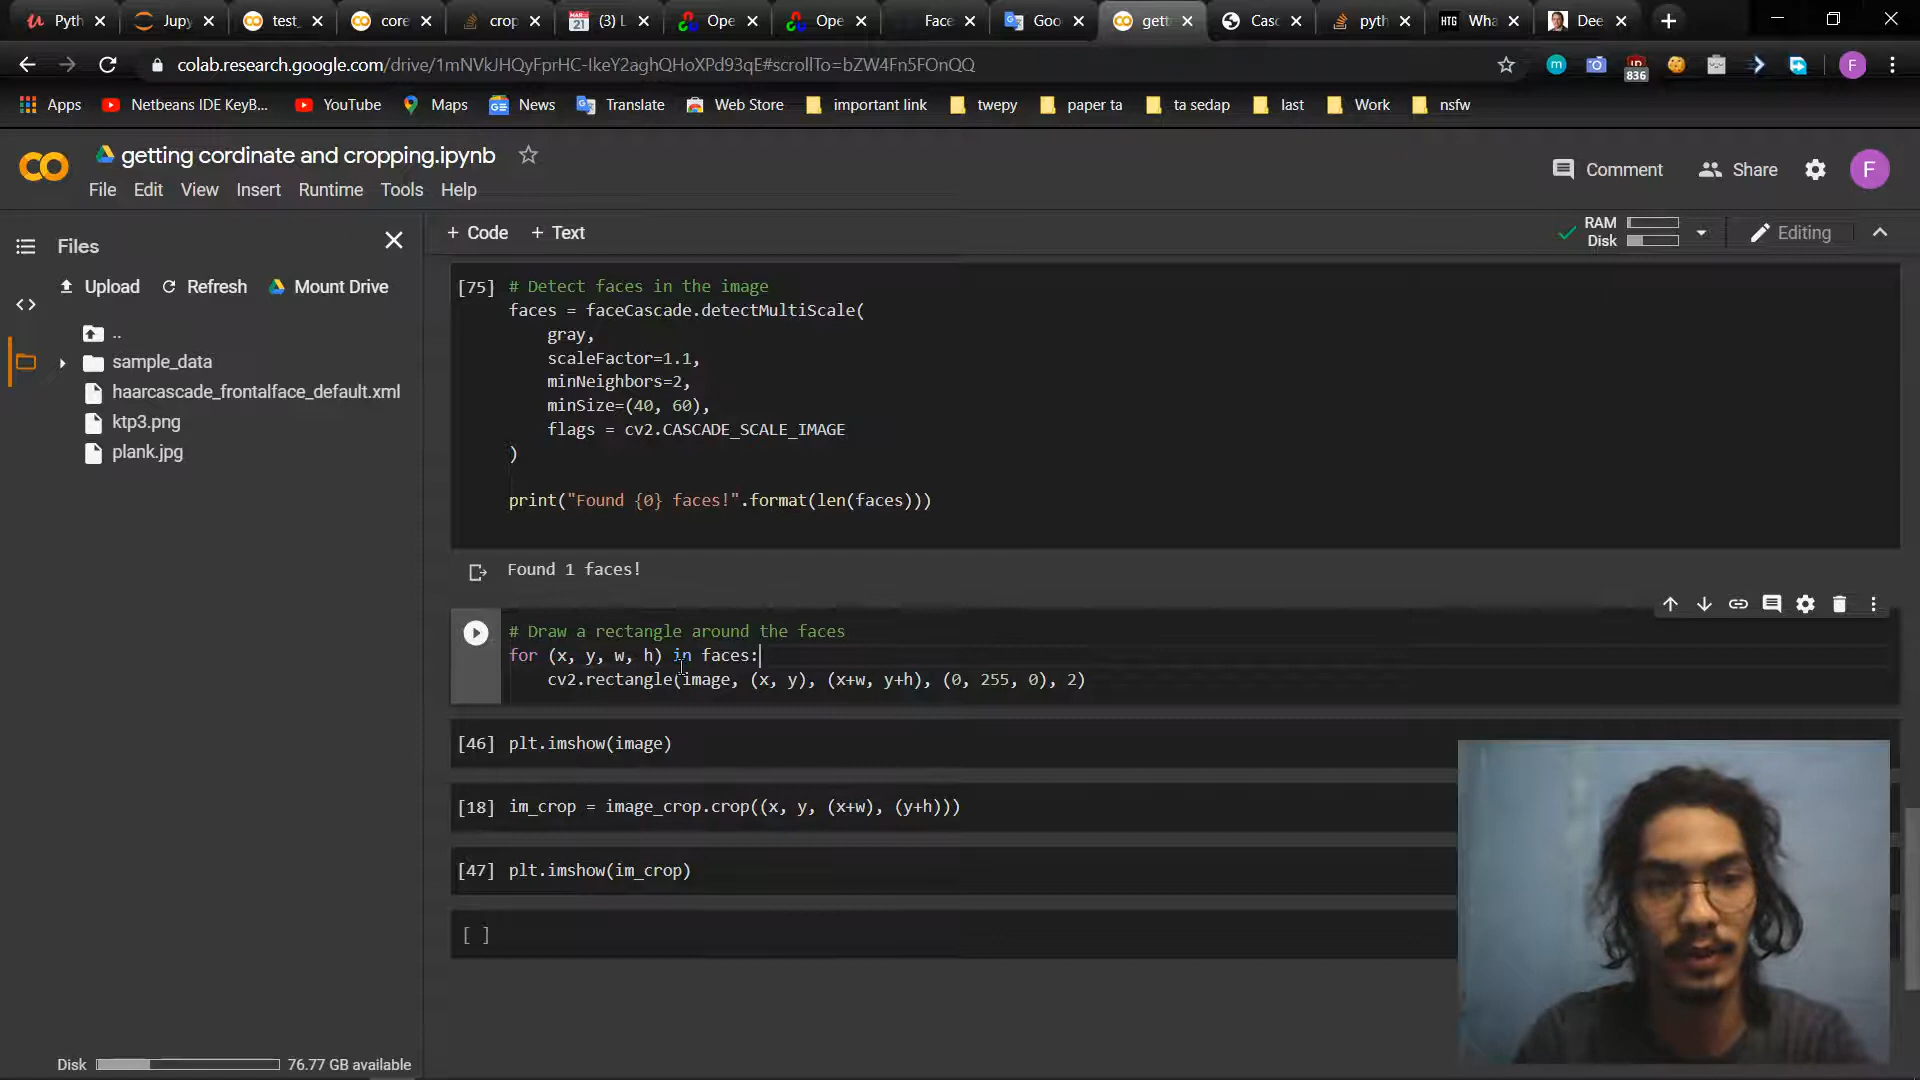 Pyth
Jupy
test_
core
crop
MAR
21
(3) L
Ope
Ope
Face
Goo
gett
Casc
pyth
HTG
Wha
Dee
colab.research.google.com/drive/1mNVkJHQyFprHC-IkeY2aghQHoXPd93qE#scrollTo=bZW4Fn5FOnQQ
836
F
Apps
Netbeans IDE KeyB...
YouTube
Maps
News
Translate
Web Store
important link
twepy
paper ta
ta sedap
last
Work
nsfw
getting cordinate and cropping.ipynb
File Edit View Insert Runtime Tools Help
Comment
Share
F
Files
Upload
Refresh
Mount Drive
..
sample_data
haarcascade_frontalface_default.xml
ktp3.png
plank.jpg
Disk
76.77 GB available
+ Code + Text
RAM
Disk
Editing
[75] # Detect faces in the image
faces = faceCascade.detectMultiScale(
gray,
scaleFactor=1.1,
minNeighbors=2,
minSize=(40, 60),
flags = cv2.CASCADE_SCALE_IMAGE
)
print("Found {0} faces!".format(len(faces)))
Found 1 faces!
# Draw a rectangle around the faces
for (x, y, w, h) in faces:
cv2.rectangle(image, (x, y), (x+w, y+h), (0, 255, 0), 2)
[46] plt.imshow(image)
[18] im_crop = image_crop.crop((x, y, (x+w), (y+h)))
[47] plt.imshow(im_crop)
[ ]